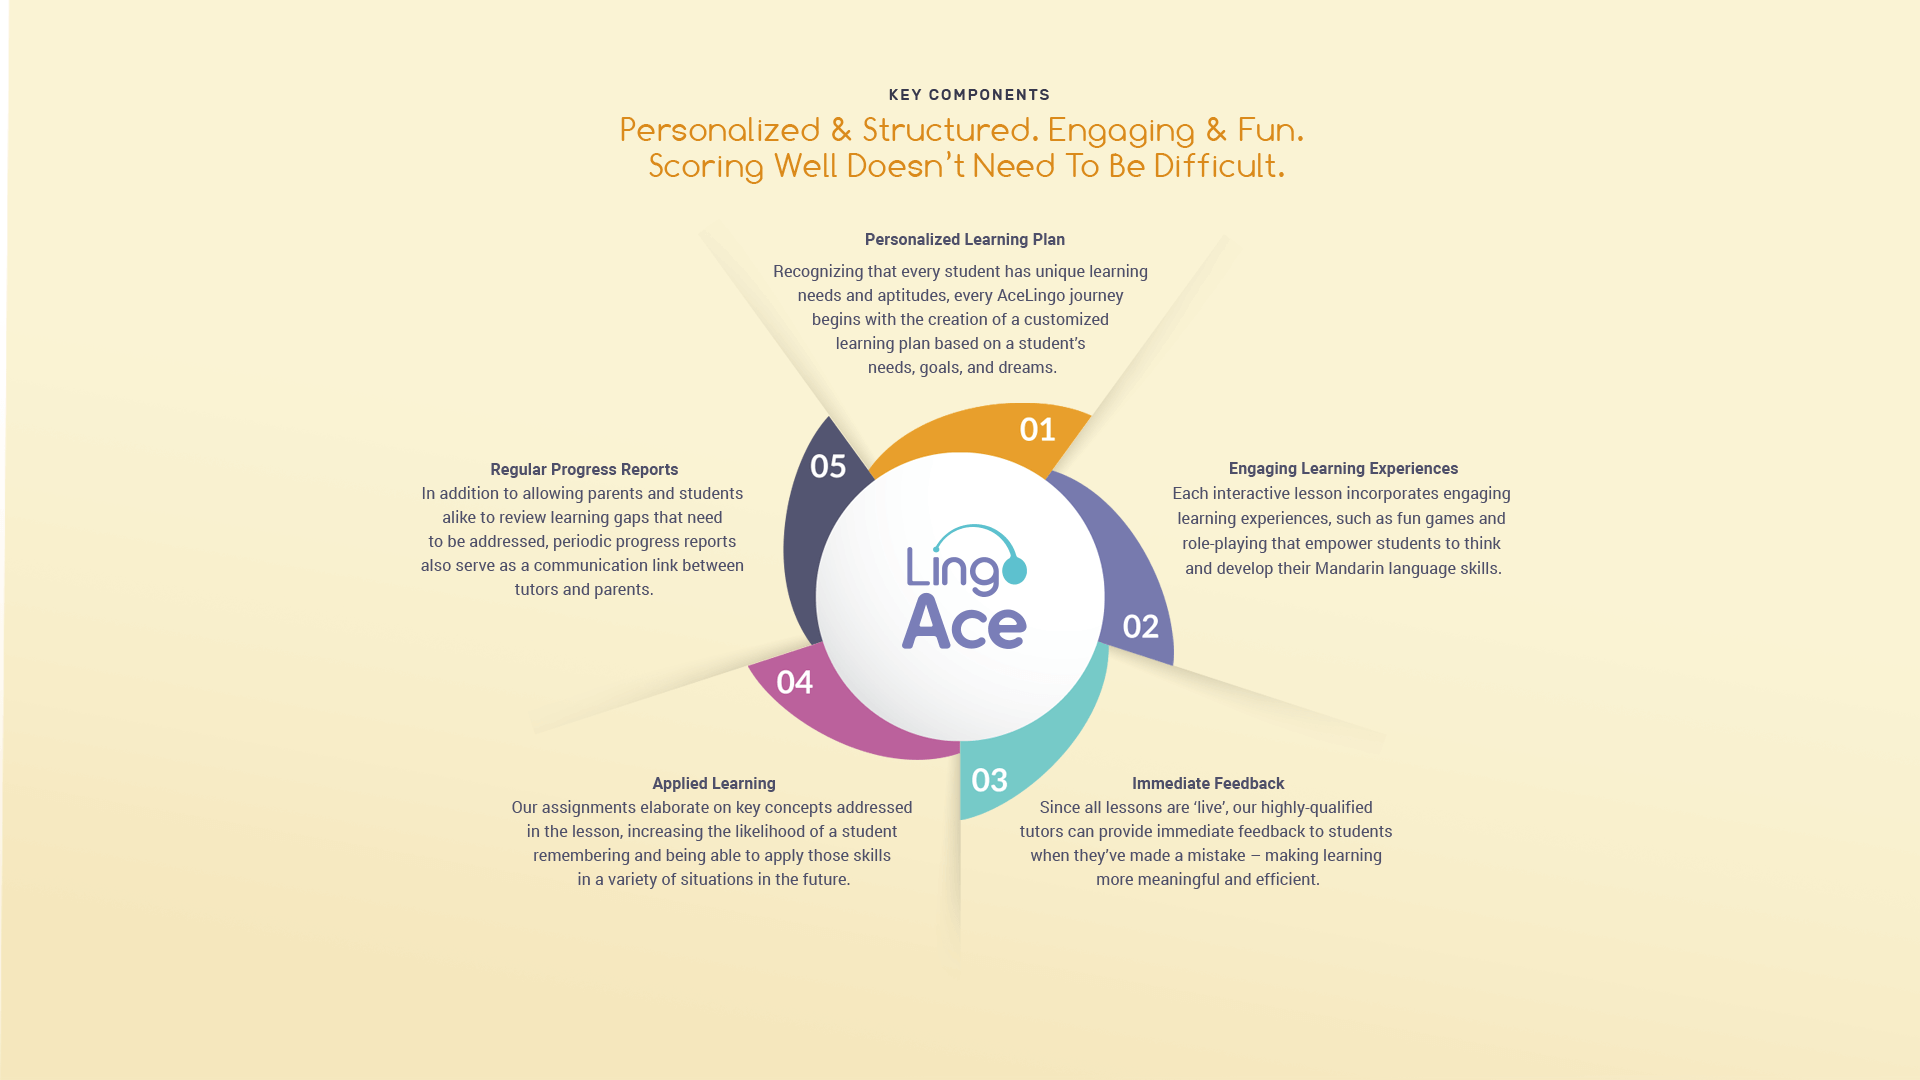 KEY COMPONENTS
Personalized & Structured. Engaging & Fun.
Scoring Well Doesn't Need To Be Difficult.
Personalized Learning Plan
Recognizing that every student has unique learning
needs and aptitudes, every AceLingo journey
begins with the creation of a customized
learning plan based on a student's
needs, goals, and dreams.
01
Engaging Learning Experiences
Each interactive lesson incorporates engaging
learning experiences, such as fun games and
role-playing that empower students to think
and develop their Mandarin language skills.
02
Immediate Feedback
Since all lessons are ‘live’, our highly-qualified
tutors can provide immediate feedback to students
when they’ve made a mistake – making learning
more meaningful and efficient.
03
Applied Learning
Our assignments elaborate on key concepts addressed
in the lesson, increasing the likelihood of a student
remembering and being able to apply those skills
in a variety of situations in the future.
04
Regular Progress Reports
In addition to allowing parents and students
alike to review learning gaps that need
to be addressed, periodic progress reports
also serve as a communication link between
tutors and parents.
05
Lingo
Ace